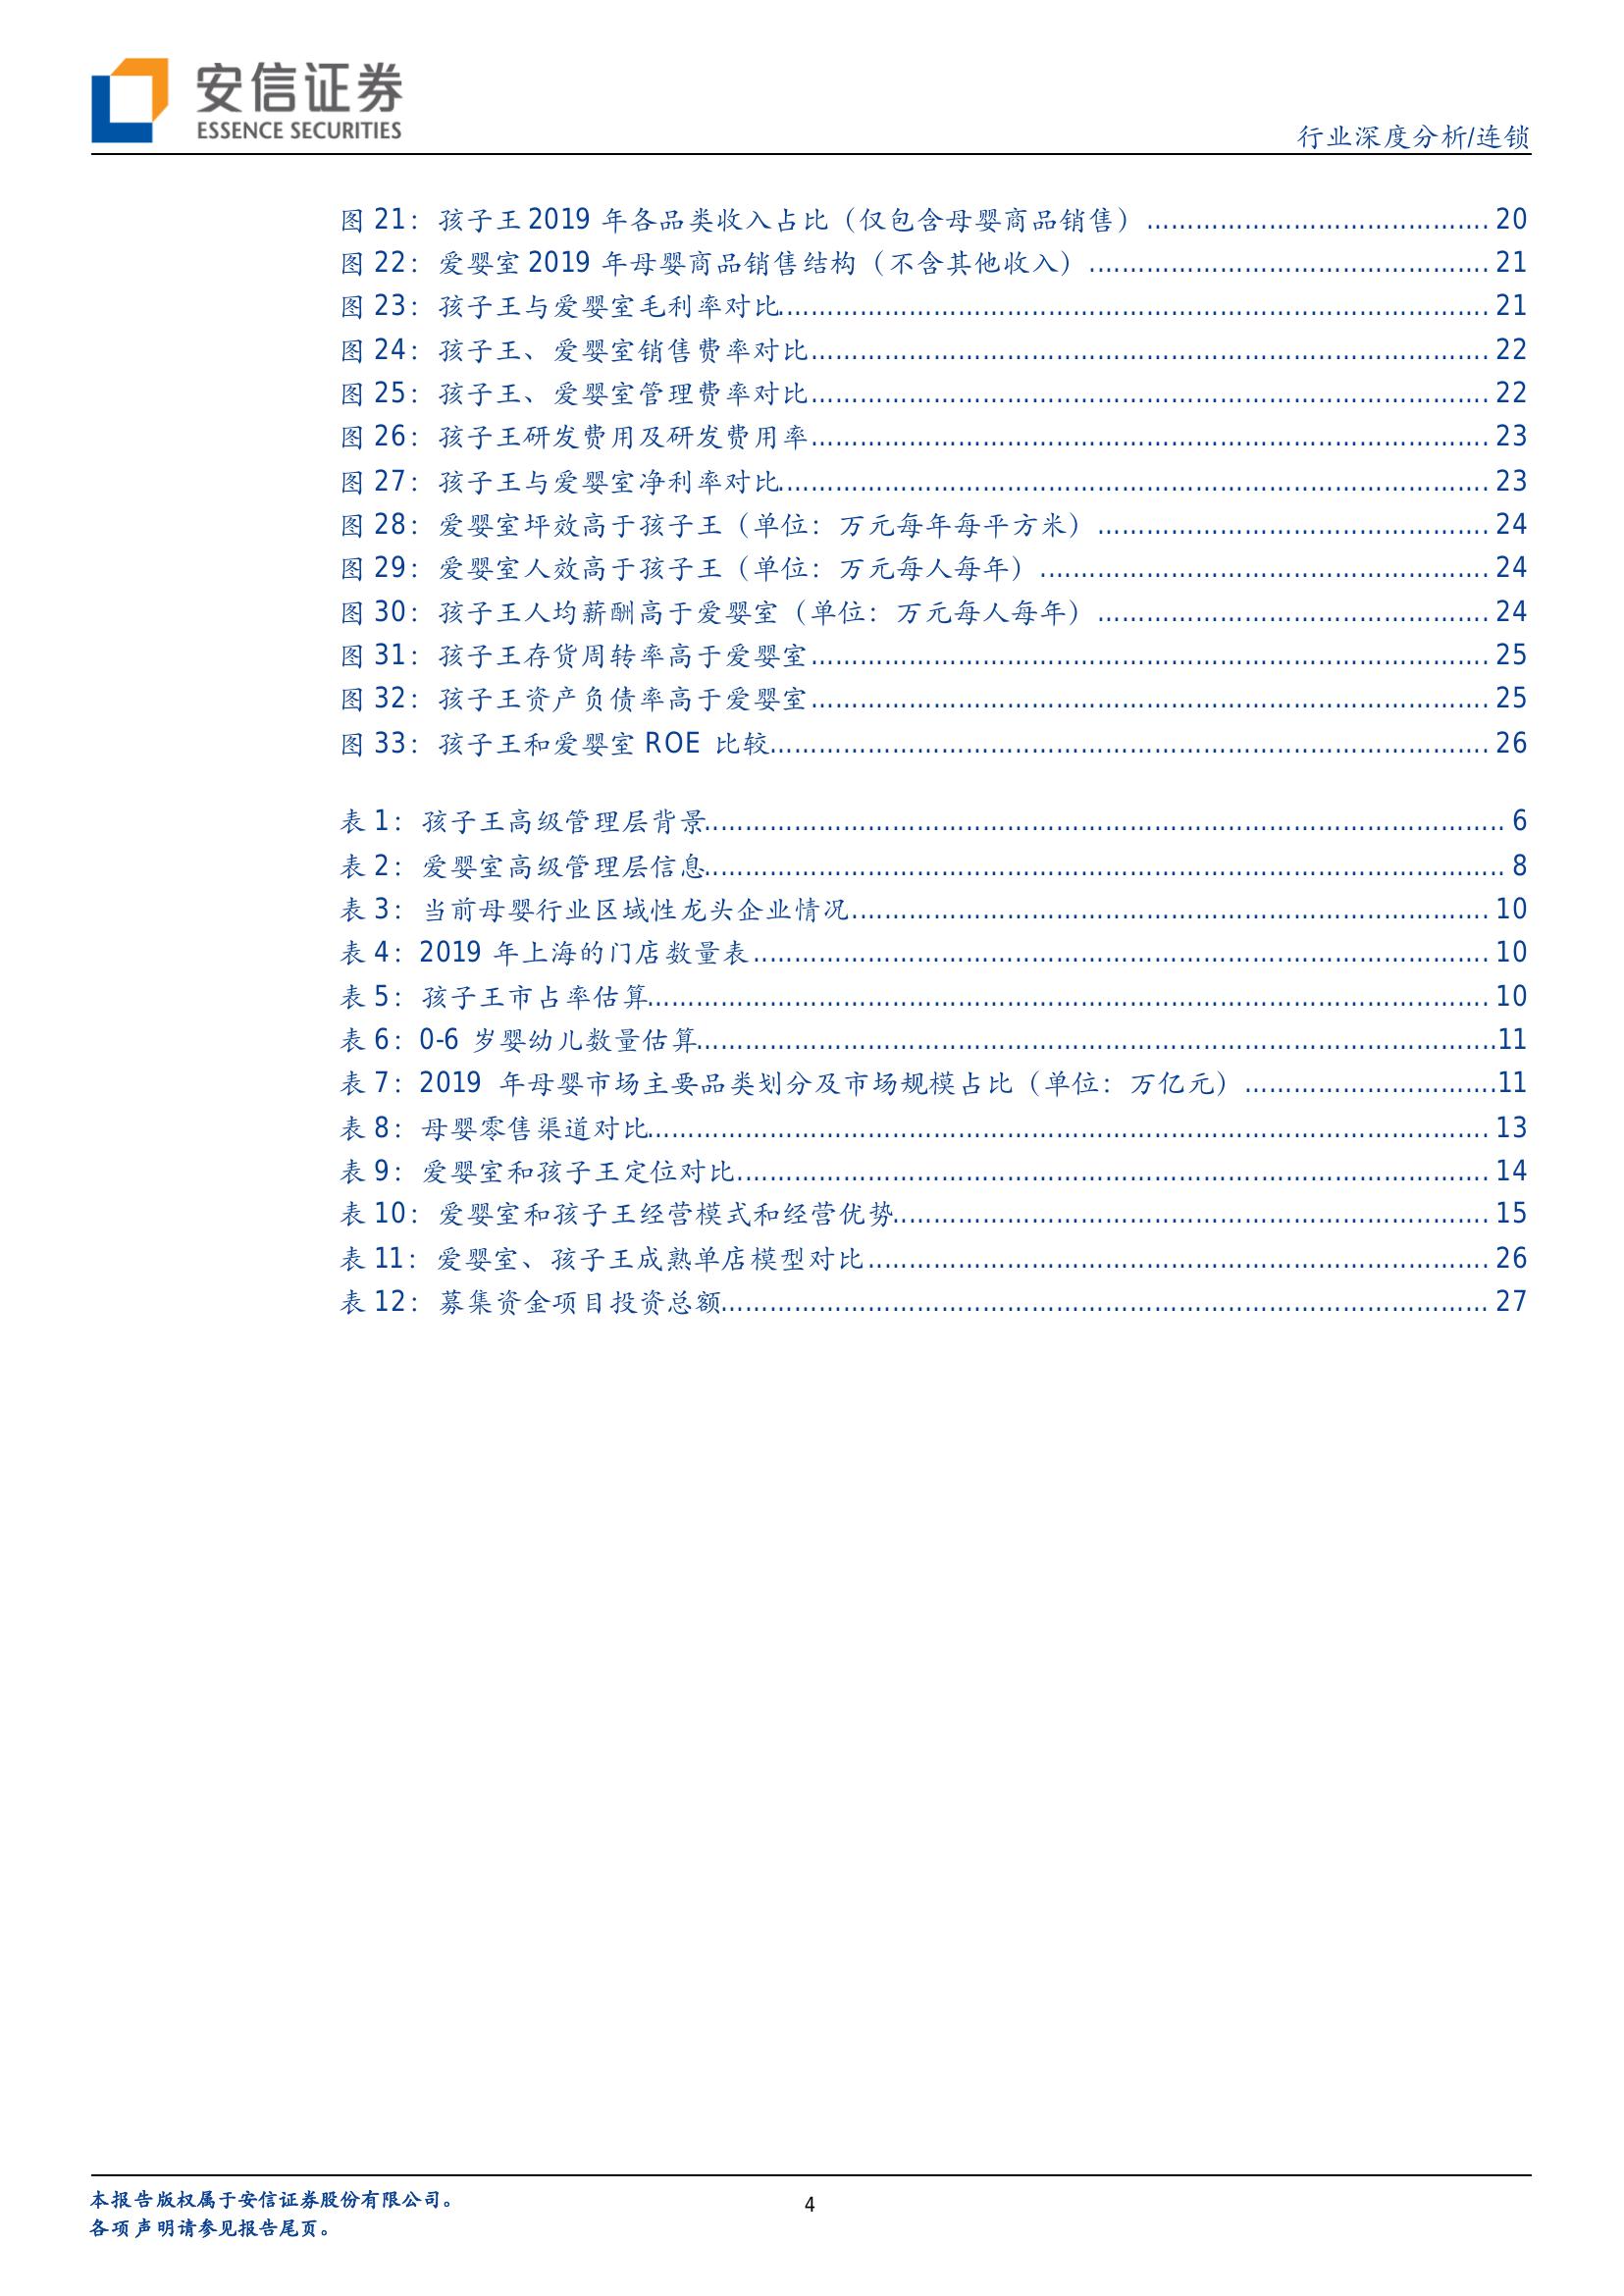 安信证券
ESSENCE SECURITIES
行业深度分析/连锁
图 21：孩子王 2019 年各品类收入占比（仅包含母婴商品销售）......................................... 20
图 22：爱婴室 2019 年母婴商品销售结构（不含其他收入）................................................ 21
图 23：孩子王与爱婴室毛利率对比...................................................................................... 21
图 24：孩子王、爱婴室销售费率对比.................................................................................. 22
图 25：孩子王、爱婴室管理费率对比.................................................................................. 22
图 26：孩子王研发费用及研发费用率.................................................................................. 23
图 27：孩子王与爱婴室净利率对比...................................................................................... 23
图 28：爱婴室坪效高于孩子王（单位：万元每年每平方米）............................................... 24
图 29：爱婴室人效高于孩子王（单位：万元每人每年）...................................................... 24
图 30：孩子王人均薪酬高于爱婴室（单位：万元每人每年）............................................... 24
图 31：孩子王存货周转率高于爱婴室.................................................................................. 25
图 32：孩子王资产负债率高于爱婴室.................................................................................. 25
图 33：孩子王和爱婴室 ROE 比较....................................................................................... 26
表 1：孩子王高级管理层背景................................................................................................. 6
表 2：爱婴室高级管理层信息................................................................................................. 8
表 3：当前母婴行业区域性龙头企业情况............................................................................. 10
表 4：2019 年上海的门店数量表......................................................................................... 10
表 5：孩子王市占率估算...................................................................................................... 10
表 6：0-6 岁婴幼儿数量估算.................................................................................................11
表 7：2019 年母婴市场主要品类划分及市场规模占比（单位：万亿元）...............................11
表 8：母婴零售渠道对比...................................................................................................... 13
表 9：爱婴室和孩子王定位对比........................................................................................... 14
表 10：爱婴室和孩子王经营模式和经营优势........................................................................ 15
表 11：爱婴室、孩子王成熟单店模型对比........................................................................... 26
表 12：募集资金项目投资总额............................................................................................. 27
本报告版权属于安信证券股份有限公司。
4
各项声明请参见报告尾页。